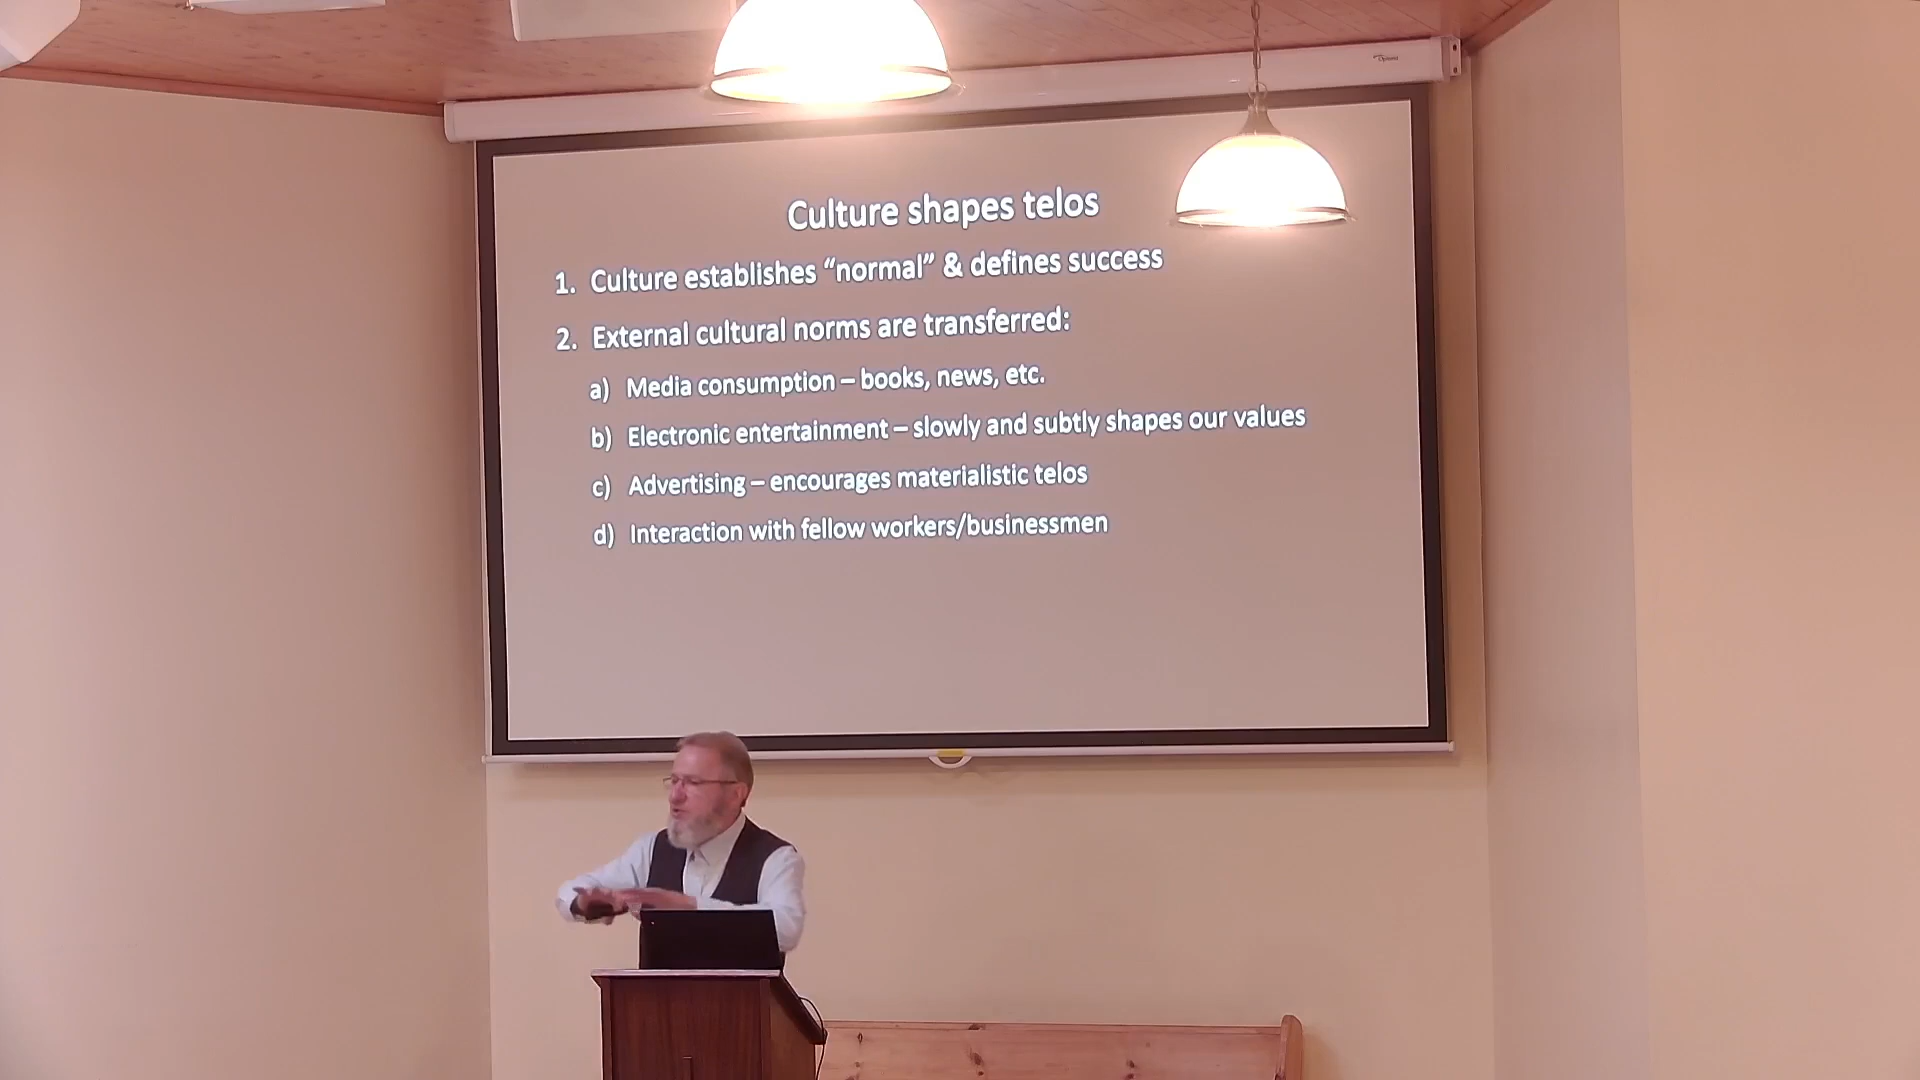 Optoma
Culture shapes telos
1. Culture establishes “normal” & defines success
2. External cultural norms are transferred:
a) Media consumption – books, news, etc.
b) Electronic entertainment – slowly and subtly shapes our values
c) Advertising – encourages materialistic telos
d) Interaction with fellow workers/businessmen